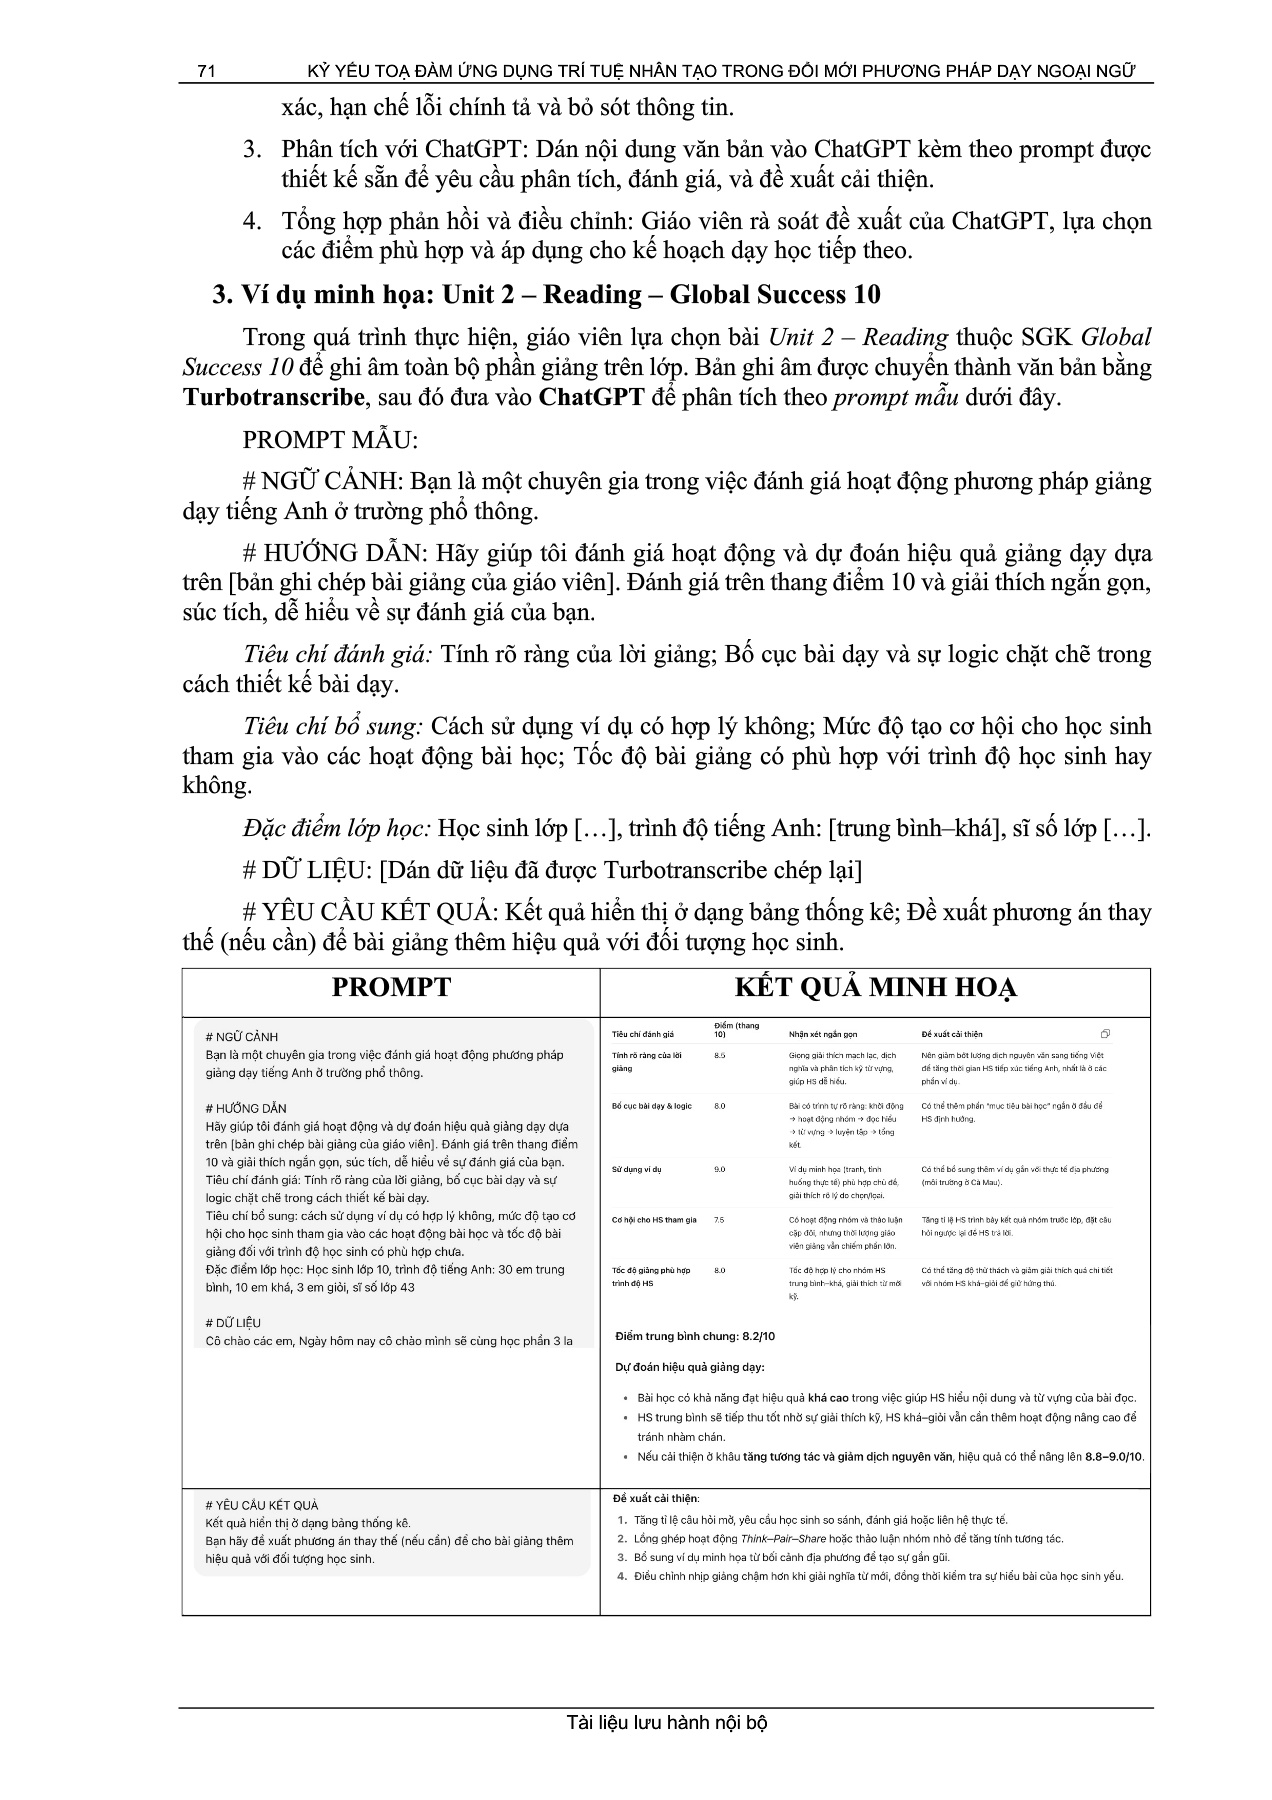 71 KỶ YẾU TOẠ ĐÀM ỨNG DỤNG TRÍ TUỆ NHÂN TẠO TRONG ĐỔI MỚI PHƯƠNG PHÁP DẠY NGOẠI NGỮ
xác, hạn chế lỗi chính tả và bỏ sót thông tin.
3. Phân tích với ChatGPT: Dán nội dung văn bản vào ChatGPT kèm theo prompt được
thiết kế sẵn để yêu cầu phân tích, đánh giá, và đề xuất cải thiện.
4. Tổng hợp phản hồi và điều chỉnh: Giáo viên rà soát đề xuất của ChatGPT, lựa chọn
các điểm phù hợp và áp dụng cho kế hoạch dạy học tiếp theo.
3. Ví dụ minh họa: Unit 2 – Reading – Global Success 10
Trong quá trình thực hiện, giáo viên lựa chọn bài Unit 2 – Reading thuộc SGK Global
Success 10 để ghi âm toàn bộ phần giảng trên lớp. Bản ghi âm được chuyển thành văn bản bằng
Turbotranscribe, sau đó đưa vào ChatGPT để phân tích theo prompt mẫu dưới đây.
PROMPT MẪU:
# NGỮ CẢNH: Bạn là một chuyên gia trong việc đánh giá hoạt động phương pháp giảng
dạy tiếng Anh ở trường phổ thông.
# HƯỚNG DẪN: Hãy giúp tôi đánh giá hoạt động và dự đoán hiệu quả giảng dạy dựa
trên [bản ghi chép bài giảng của giáo viên]. Đánh giá trên thang điểm 10 và giải thích ngắn gọn,
súc tích, dễ hiểu về sự đánh giá của bạn.
Tiêu chí đánh giá: Tính rõ ràng của lời giảng; Bố cục bài dạy và sự logic chặt chẽ trong
cách thiết kế bài dạy.
Tiêu chí bổ sung: Cách sử dụng ví dụ có hợp lý không; Mức độ tạo cơ hội cho học sinh
tham gia vào các hoạt động bài học; Tốc độ bài giảng có phù hợp với trình độ học sinh hay
không.
Đặc điểm lớp học: Học sinh lớp […], trình độ tiếng Anh: [trung bình–khá], sĩ số lớp […].
# DỮ LIỆU: [Dán dữ liệu đã được Turbotranscribe chép lại]
# YÊU CẦU KẾT QUẢ: Kết quả hiển thị ở dạng bảng thống kê; Đề xuất phương án thay
thế (nếu cần) để bài giảng thêm hiệu quả với đối tượng học sinh.
PROMPT
KẾT QUẢ MINH HOẠ
# NGỮ CẢNH
Bạn là một chuyên gia trong việc đánh giá hoạt động phương pháp
giảng dạy tiếng Anh ở trường phổ thông.
# HƯỚNG DẪN
Hãy giúp tôi đánh giá hoạt động và dự đoán hiệu quả giảng dạy dựa
trên [bản ghi chép bài giảng của giáo viên]. Đánh giá trên thang điểm
10 và giải thích ngắn gọn, súc tích, dễ hiểu về sự đánh giá của bạn.
Tiêu chí đánh giá: Tính rõ ràng của lời giảng, bố cục bài dạy và sự
logic chặt chẽ trong cách thiết kế bài dạy.
Tiêu chí bổ sung: cách sử dụng ví dụ có hợp lý không, mức độ tạo cơ
hội cho học sinh tham gia vào các hoạt động bài học và tốc độ bài
giảng đối với trình độ học sinh có phù hợp chưa.
Đặc điểm lớp học: Học sinh lớp 10, trình độ tiếng Anh: 30 em trung
bình, 10 em khá, 3 em giỏi, sĩ số lớp 43
# DỮ LIỆU
Cô chào các em, Ngày hôm nay cô chào mình sẽ cùng học phần 3 la
Tiêu chí đánh giá Điểm (thang 10) Nhận xét ngắn gọn Đề xuất cải thiện
Tính rõ ràng của lời giảng 8.5 Giọng giải thích mạch lạc, dịch nghĩa và phân tích kỹ từ vựng, giúp HS dễ hiểu. Nên giảm bớt lượng dịch nguyên văn sang tiếng Việt để tăng thời gian HS tiếp xúc tiếng Anh, nhất là ở các phần ví dụ.
Bố cục bài dạy & logic 8.0 Bài có trình tự rõ ràng: khởi động → hoạt động nhóm → đọc hiểu → từ vựng → luyện tập → tổng kết. Có thể thêm phần “mục tiêu bài học” ngắn ở đầu để HS định hướng.
Sử dụng ví dụ 9.0 Ví dụ minh họa (tranh, tình huống thực tế) phù hợp chủ đề, giải thích rõ lý do chọn/loại. Có thể bổ sung thêm ví dụ gắn với thực tế địa phương (môi trường ở Cà Mau).
Cơ hội cho HS tham gia 7.5 Có hoạt động nhóm và thảo luận cặp đôi, nhưng thời lượng giáo viên giảng vẫn chiếm phần lớn. Tăng tỉ lệ HS trình bày kết quả nhóm trước lớp, đặt câu hỏi ngược lại để HS trả lời.
Tốc độ giảng phù hợp trình độ HS 8.0 Tốc độ hợp lý cho nhóm HS trung bình–khá, giải thích từ mới kỹ. Có thể tăng độ thử thách và giảm giải thích quá chi tiết với nhóm HS khá–giỏi để giữ hứng thú.
Điểm trung bình chung: 8.2/10
Dự đoán hiệu quả giảng dạy:
• Bài học có khả năng đạt hiệu quả khá cao trong việc giúp HS hiểu nội dung và từ vựng của bài đọc.
• HS trung bình sẽ tiếp thu tốt nhờ sự giải thích kỹ, HS khá–giỏi vẫn cần thêm hoạt động nâng cao để
tránh nhàm chán.
• Nếu cải thiện ở khâu tăng tương tác và giảm dịch nguyên văn, hiệu quả có thể nâng lên 8.8–9.0/10.
# YÊU CẦU KẾT QUẢ
Kết quả hiển thị ở dạng bảng thống kê.
Bạn hãy đề xuất phương án thay thế (nếu cần) để cho bài giảng thêm
hiệu quả với đối tượng học sinh.
Đề xuất cải thiện:
1. Tăng tỉ lệ câu hỏi mở, yêu cầu học sinh so sánh, đánh giá hoặc liên hệ thực tế.
2. Lồng ghép hoạt động Think–Pair–Share hoặc thảo luận nhóm nhỏ để tăng tính tương tác.
3. Bổ sung ví dụ minh họa từ bối cảnh địa phương để tạo sự gần gũi.
4. Điều chỉnh nhịp giảng chậm hơn khi giải nghĩa từ mới, đồng thời kiểm tra sự hiểu bài của học sinh yếu.
Tài liệu lưu hành nội bộ